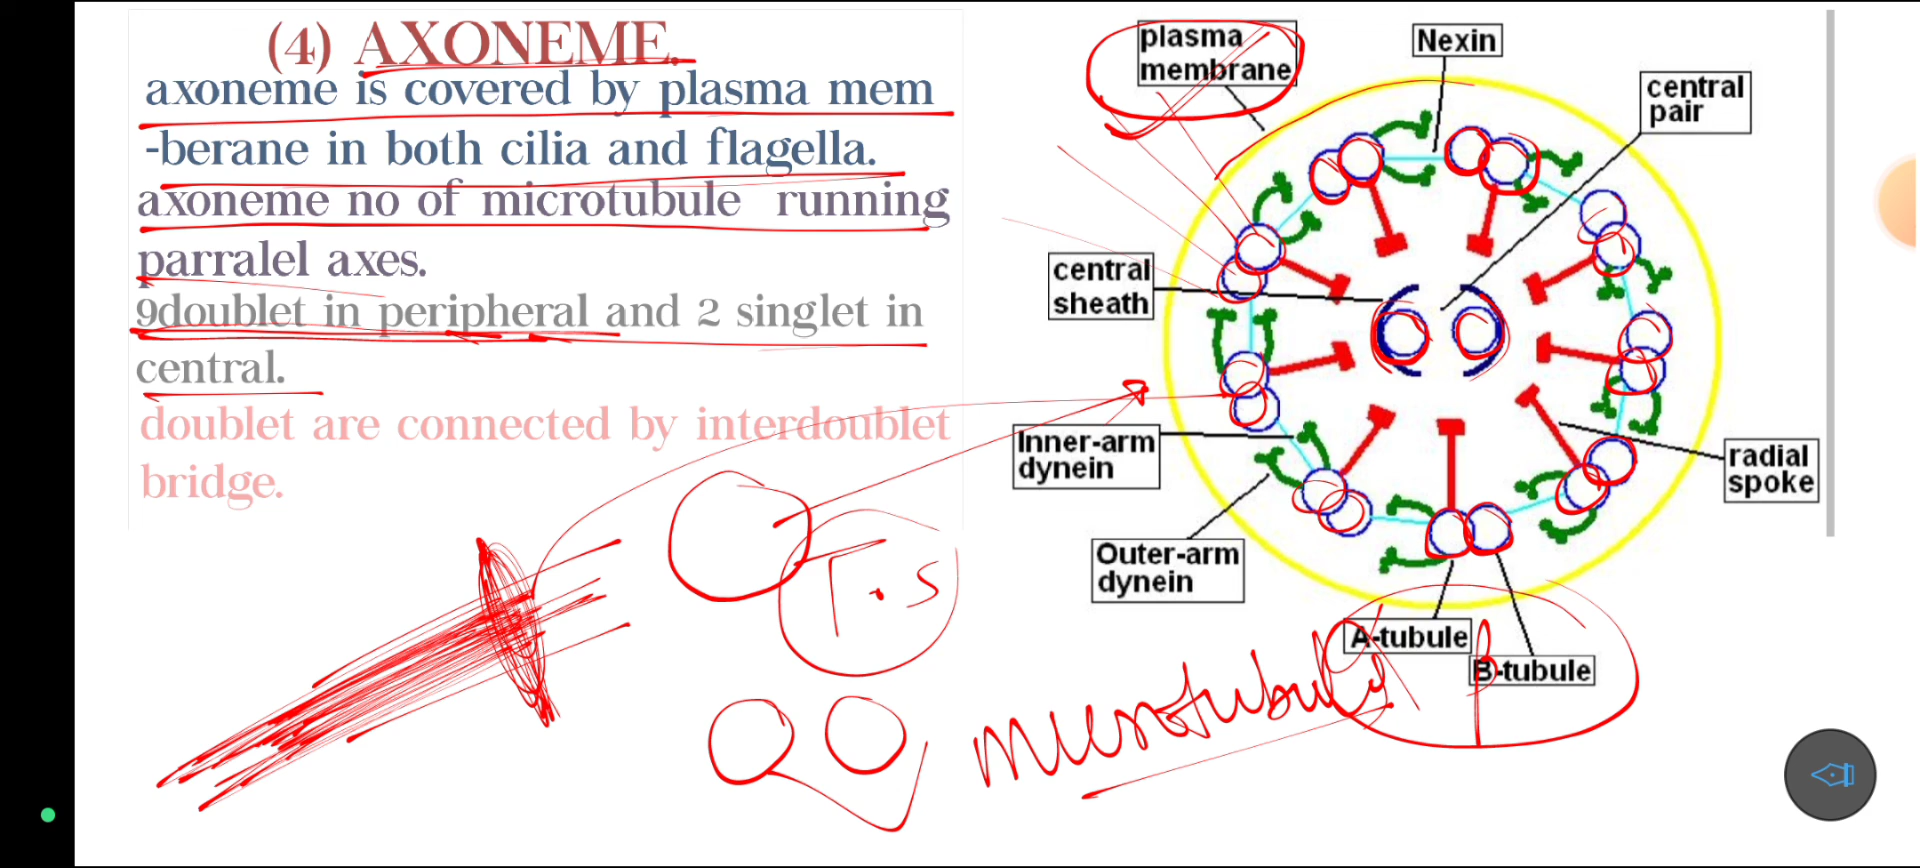 (4) AXONEME.
axoneme is covered by plasma mem
-berane in both cilia and flagella.
axoneme no of microtubule running
parralel axes.
9doublet in peripheral and 2 singlet in
central.
doublet are connected by interdoublet
bridge.
plasma
membrane
Nexin
central
pair
central
sheath
Inner-arm
dynein
radial
spoke
Outer-arm
dynein
A-tubule
B-tubule
T.S
microtubule
β